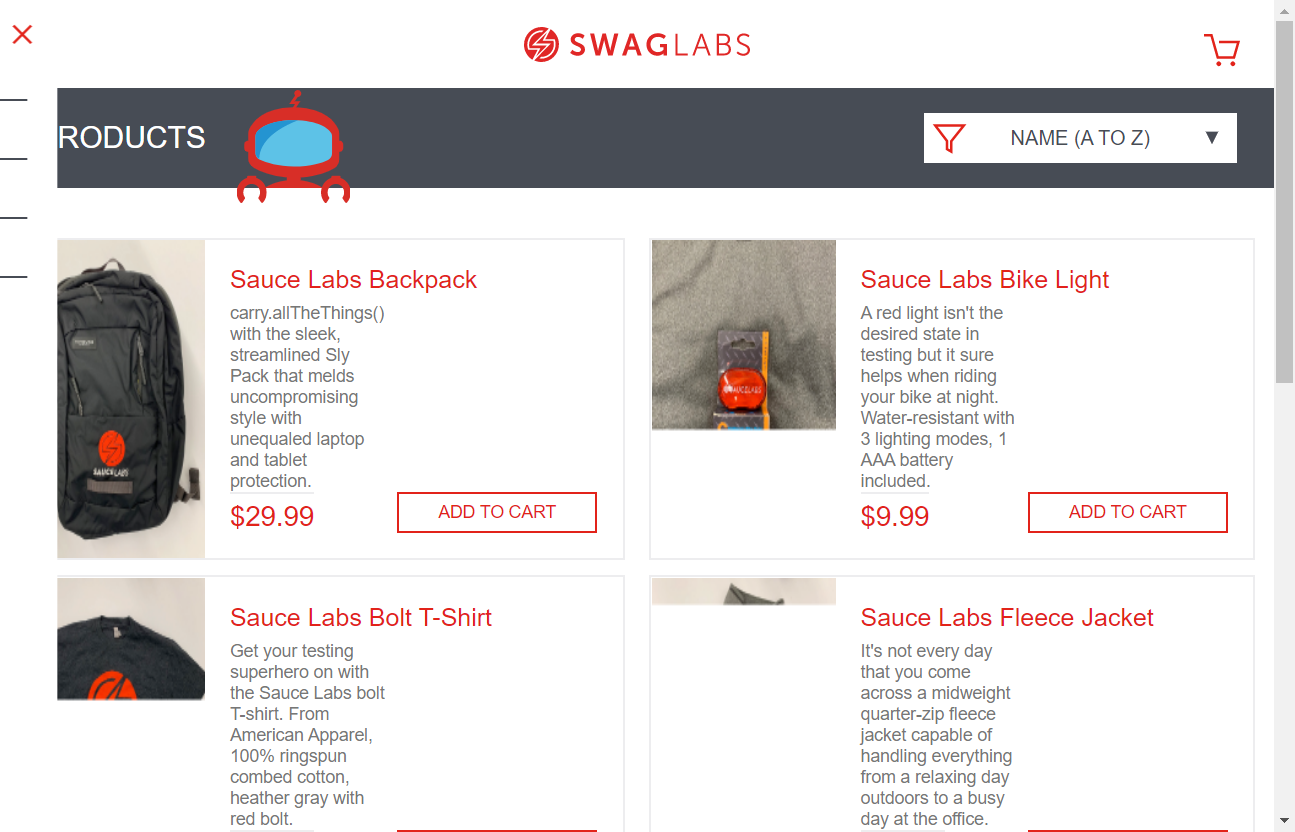 SWAGLABS
RODUCTS
NAME (A TO Z) ▼
Sauce Labs Backpack
carry.allTheThings()
with the sleek,
streamlined Sly
Pack that melds
uncompromising
style with
unequaled laptop
and tablet
protection.
$29.99
ADD TO CART
SAUCELABS
Sauce Labs Bike Light
A red light isn't the
desired state in
testing but it sure
helps when riding
your bike at night.
Water-resistant with
3 lighting modes, 1
AAA battery
included.
$9.99
ADD TO CART
SAUCELABS
Sauce Labs Bolt T-Shirt
Get your testing
superhero on with
the Sauce Labs bolt
T-shirt. From
American Apparel,
100% ringspun
combed cotton,
heather gray with
red bolt.
Sauce Labs Fleece Jacket
It's not every day
that you come
across a midweight
quarter-zip fleece
jacket capable of
handling everything
from a relaxing day
outdoors to a busy
day at the office.